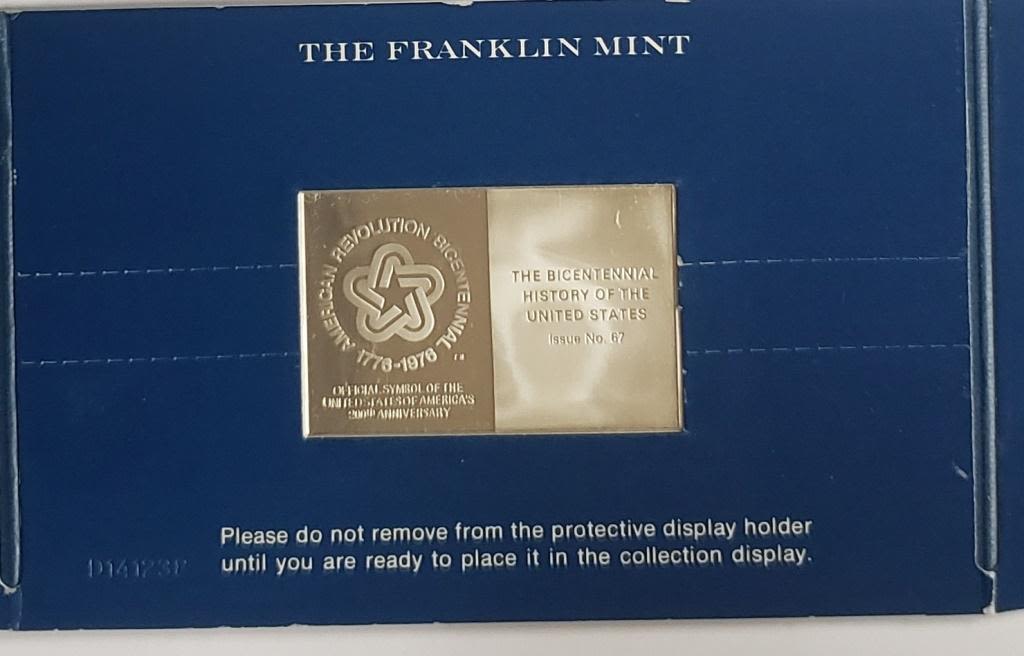 THE FRANKLIN MINT
AMERICAN REVOLUTION BICENTENNIAL
1776-1976
TM
OFFICIAL SYMBOL OF THE
UNITED STATES OF AMERICA'S
200TH ANNIVERSARY
THE BICENTENNIAL
HISTORY OF THE
UNITED STATES
Issue No. 67
Please do not remove from the protective display holder
until you are ready to place it in the collection display.